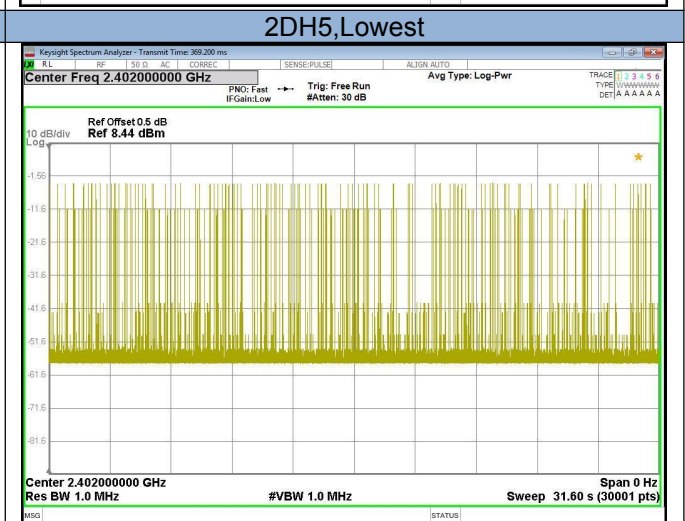 2DH5,Lowest
Keysight Spectrum Analyzer - Transmit Time: 369.200 ms
LXI RL RF 50 Ω AC CORREC SENSE:PULSE ALIGN AUTO
Center Freq 2.402000000 GHz
PNO: Fast
IFGain:Low
Trig: Free Run
#Atten: 30 dB
Avg Type: Log-Pwr
TRACE 1 2 3 4 5 6
TYPE WWWWWW
DET A A A A A A
Ref Offset 0.5 dB
10 dB/div Ref 8.44 dBm
Log
-1.56
-11.6
-21.6
-31.6
-41.6
-51.6
-61.6
-71.6
-81.6
Center 2.402000000 GHz Span 0 Hz
Res BW 1.0 MHz #VBW 1.0 MHz Sweep 31.60 s (30001 pts)
MSG STATUS